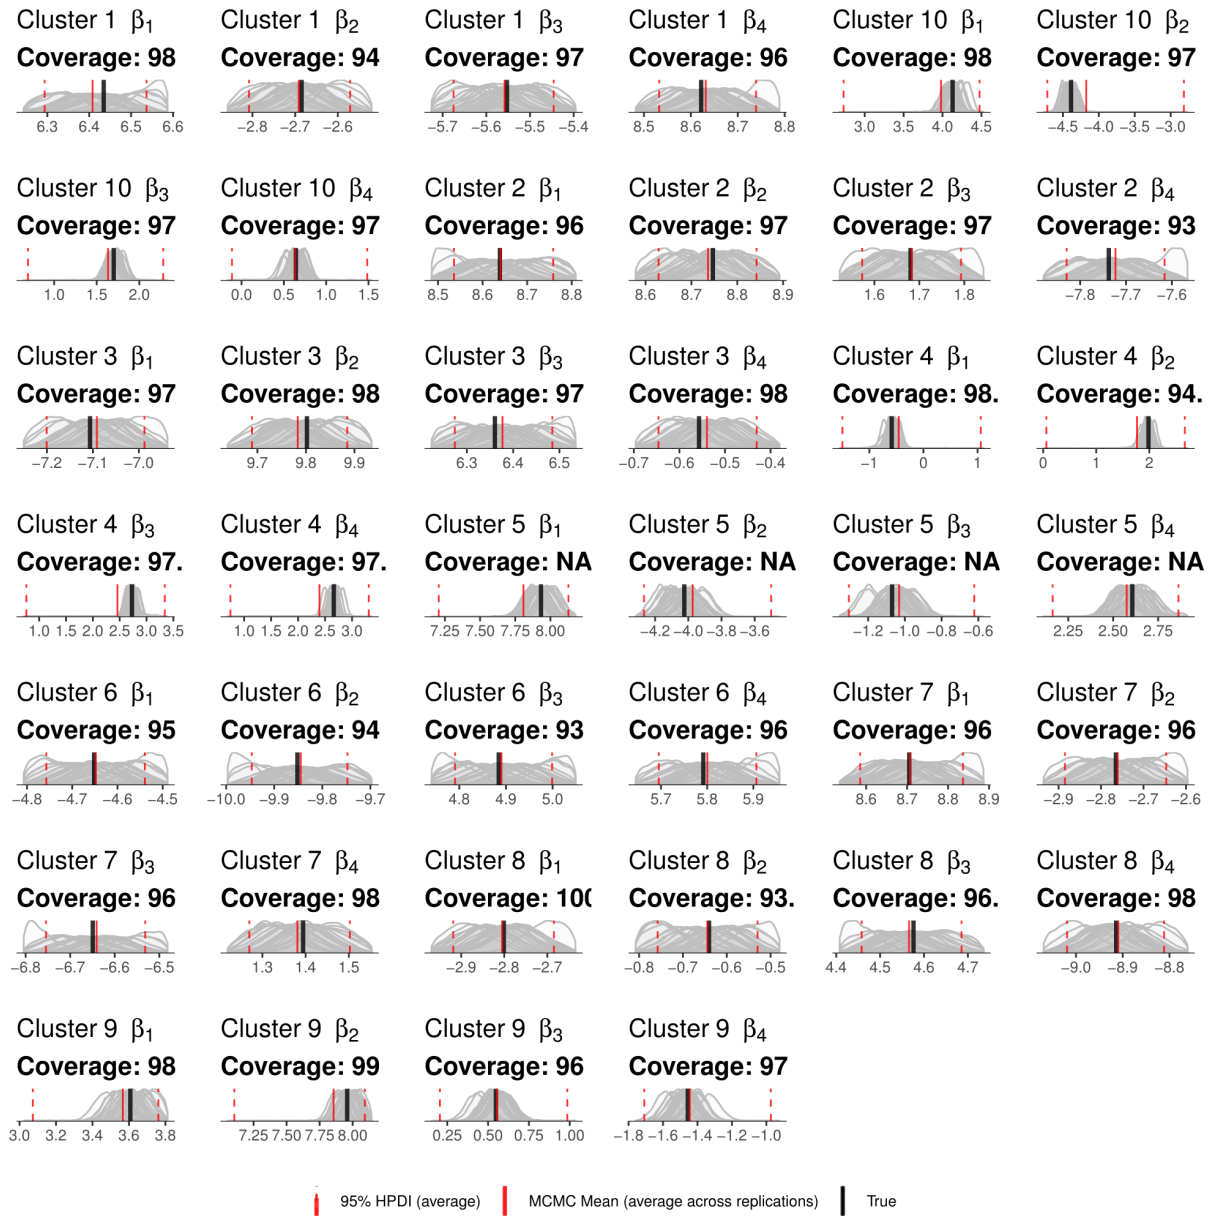 Cluster 1 β1 Cluster 1 β2 Cluster 1 β3 Cluster 1 β4 Cluster 10 β1 Cluster 10 β2
Coverage: 98 Coverage: 94 Coverage: 97 Coverage: 96 Coverage: 98 Coverage: 97
6.3 6.4 6.5 6.6 −2.8 −2.7 −2.6 −5.7 −5.6 −5.5 −5.4 8.5 8.6 8.7 8.8 3.0 3.5 4.0 4.5 −4.5 −4.0 −3.5 −3.0
Cluster 10 β3 Cluster 10 β4 Cluster 2 β1 Cluster 2 β2 Cluster 2 β3 Cluster 2 β4
Coverage: 97 Coverage: 97 Coverage: 96 Coverage: 97 Coverage: 97 Coverage: 93
1.0 1.5 2.0 0.0 0.5 1.0 1.5 8.5 8.6 8.7 8.8 8.6 8.7 8.8 8.9 1.6 1.7 1.8 −7.8 −7.7 −7.6
Cluster 3 β1 Cluster 3 β2 Cluster 3 β3 Cluster 3 β4 Cluster 4 β1 Cluster 4 β2
Coverage: 97 Coverage: 98 Coverage: 97 Coverage: 98 Coverage: 98. Coverage: 94.
−7.2 −7.1 −7.0 9.7 9.8 9.9 6.3 6.4 6.5 −0.7 −0.6 −0.5 −0.4 −1 0 1 0 1 2
Cluster 4 β3 Cluster 4 β4 Cluster 5 β1 Cluster 5 β2 Cluster 5 β3 Cluster 5 β4
Coverage: 97. Coverage: 97. Coverage: NA Coverage: NA Coverage: NA Coverage: NA
1.0 1.5 2.0 2.5 3.0 3.5 1.0 1.5 2.0 2.5 3.0 7.25 7.50 7.75 8.00 −4.2 −4.0 −3.8 −3.6 −1.2 −1.0 −0.8 −0.6 2.25 2.50 2.75
Cluster 6 β1 Cluster 6 β2 Cluster 6 β3 Cluster 6 β4 Cluster 7 β1 Cluster 7 β2
Coverage: 95 Coverage: 94 Coverage: 93 Coverage: 96 Coverage: 96 Coverage: 96
−4.8 −4.7 −4.6 −4.5 −10.0 −9.9 −9.8 −9.7 4.8 4.9 5.0 5.7 5.8 5.9 8.6 8.7 8.8 8.9 −2.9 −2.8 −2.7 −2.6
Cluster 7 β3 Cluster 7 β4 Cluster 8 β1 Cluster 8 β2 Cluster 8 β3 Cluster 8 β4
Coverage: 96 Coverage: 98 Coverage: 100 Coverage: 93. Coverage: 96. Coverage: 98
−6.8 −6.7 −6.6 −6.5 1.3 1.4 1.5 −2.9 −2.8 −2.7 −0.8 −0.7 −0.6 −0.5 4.4 4.5 4.6 4.7 −9.0 −8.9 −8.8
Cluster 9 β1 Cluster 9 β2 Cluster 9 β3 Cluster 9 β4
Coverage: 98 Coverage: 99 Coverage: 96 Coverage: 97
3.0 3.2 3.4 3.6 3.8 7.25 7.50 7.75 8.00 0.25 0.50 0.75 1.00 −1.8 −1.6 −1.4 −1.2 −1.0
95% HPDI (average) MCMC Mean (average across replications) True